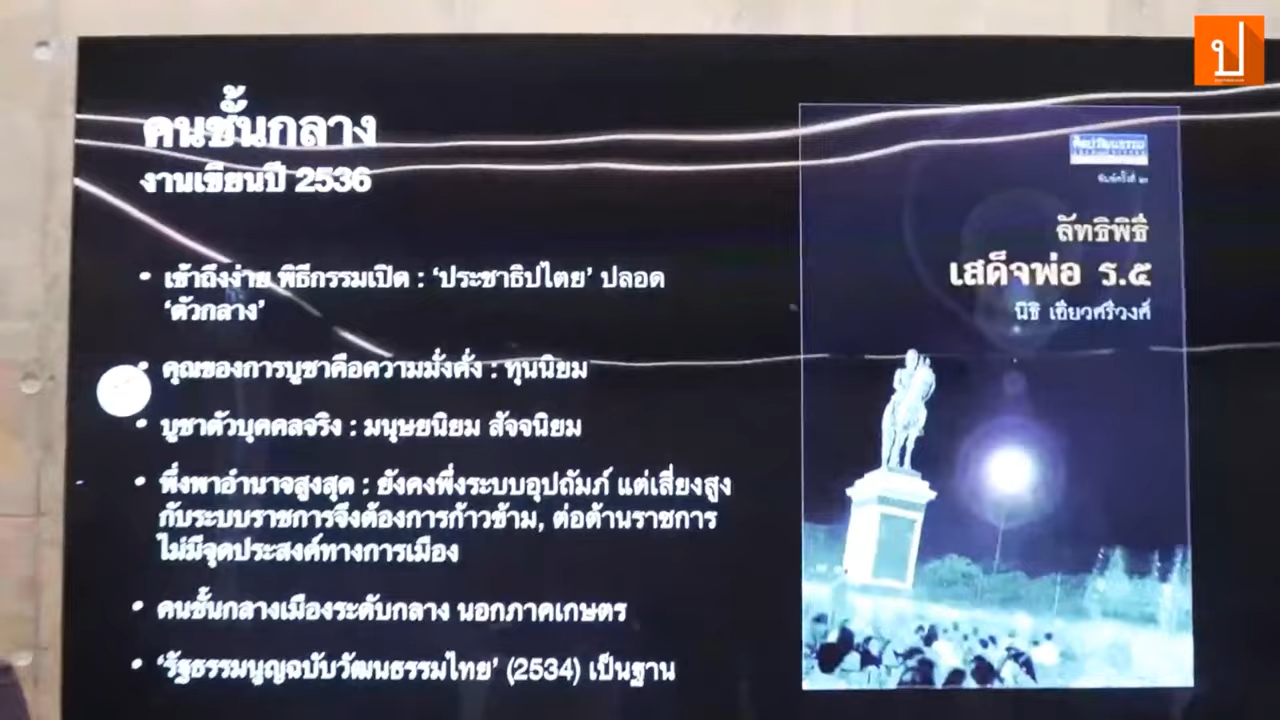 ป
คนชั้นกลาง
งานเขียนปี 2536
• เข้าถึงง่าย พิธีกรรมเปิด : ‘ประชาธิปไตย’ ปลอด
‘ตัวกลาง’
• คุณของการบูชาคือความมั่งคั่ง : ทุนนิยม
• บูชาตัวบุคคลจริง : มนุษยนิยม สัจจนิยม
• พึ่งพาอำนาจสูงสุด : ยังคงพึ่งระบบอุปถัมภ์ แต่เสี่ยงสูง
กับระบบราชการจึงต้องการก้าวข้าม, ต่อต้านราชการ
ไม่มีจุดประสงค์ทางการเมือง
• คนชั้นกลางเมืองระดับกลาง นอกภาคเกษตร
• ‘รัฐธรรมนูญฉบับวัฒนธรรมไทย’ (2534) เป็นฐาน
ศิลปวัฒนธรรม
ลัทธิพิธี
เสด็จพ่อ ร.๕
นิธิ เอียวศรีวงศ์